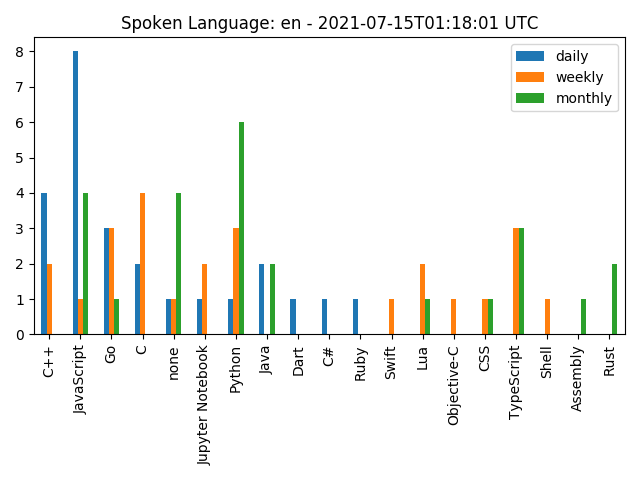 Spoken Language: en - 2021-07-15T01:18:01 UTC
daily
weekly
monthly
8
7
6
5
4
3
2
1
0
C++
JavaScript
Go
C
none
Jupyter Notebook
Python
Java
Dart
C#
Ruby
Swift
Lua
Objective-C
CSS
TypeScript
Shell
Assembly
Rust